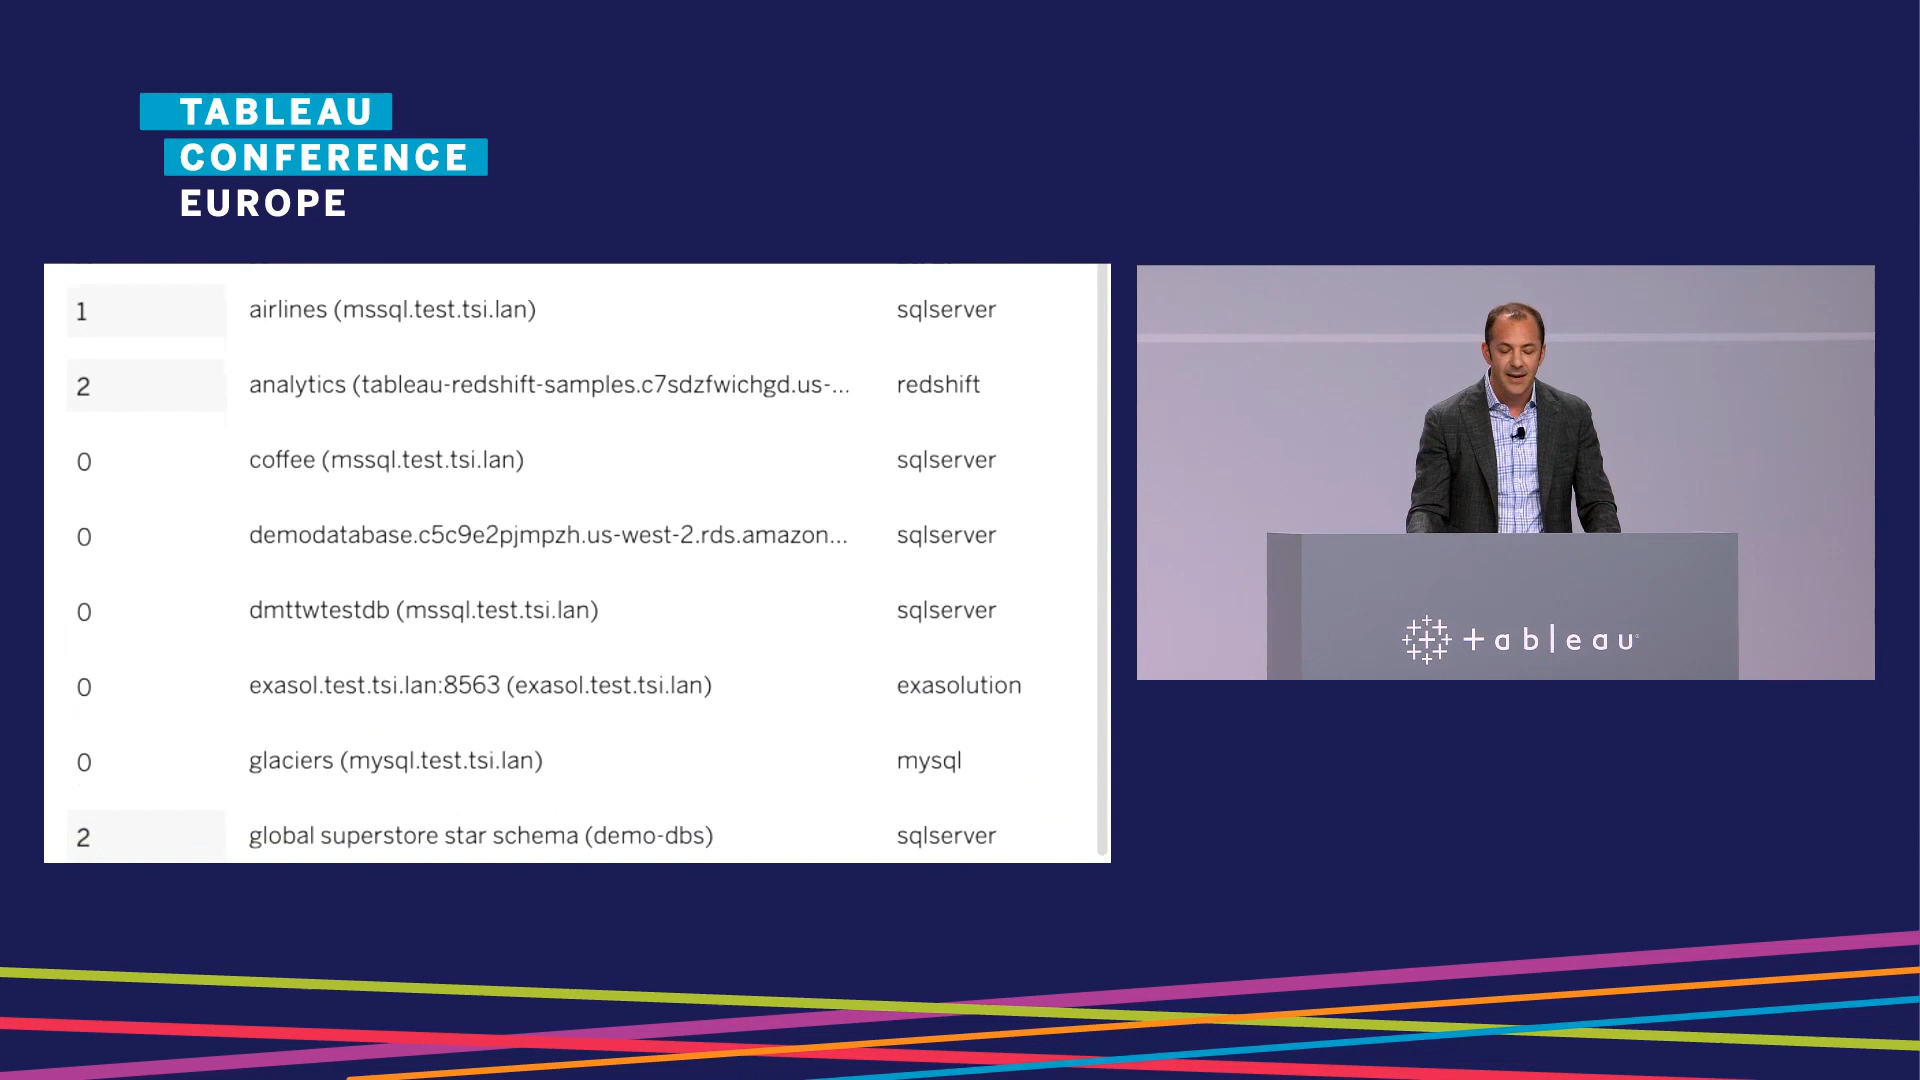 TABLEAU
CONFERENCE
EUROPE
1 airlines (mssql.test.tsi.lan) sqlserver
2 analytics (tableau-redshift-samples.c7sdzfwichgd.us-... redshift
0 coffee (mssql.test.tsi.lan) sqlserver
0 demodatabase.c5c9e2pjmpzh.us-west-2.rds.amazon... sqlserver
0 dmttwtestdb (mssql.test.tsi.lan) sqlserver
0 exasol.test.tsi.lan:8563 (exasol.test.tsi.lan) exasolution
0 glaciers (mysql.test.tsi.lan) mysql
2 global superstore star schema (demo-dbs) sqlserver
+ableau